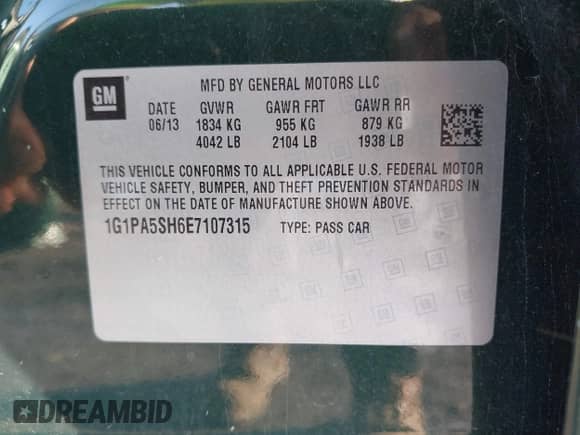 GM
MFD BY GENERAL MOTORS LLC
DATE GVWR GAWR FRT GAWR RR
06/13 1834 KG 955 KG 879 KG
4042 LB 2104 LB 1938 LB
THIS VEHICLE CONFORMS TO ALL APPLICABLE U.S. FEDERAL MOTOR
VEHICLE SAFETY, BUMPER, AND THEFT PREVENTION STANDARDS IN
EFFECT ON THE DATE OF MANUFACTURE SHOWN ABOVE.
1G1PA5SH6E7107315 TYPE: PASS CAR
DREAMBID